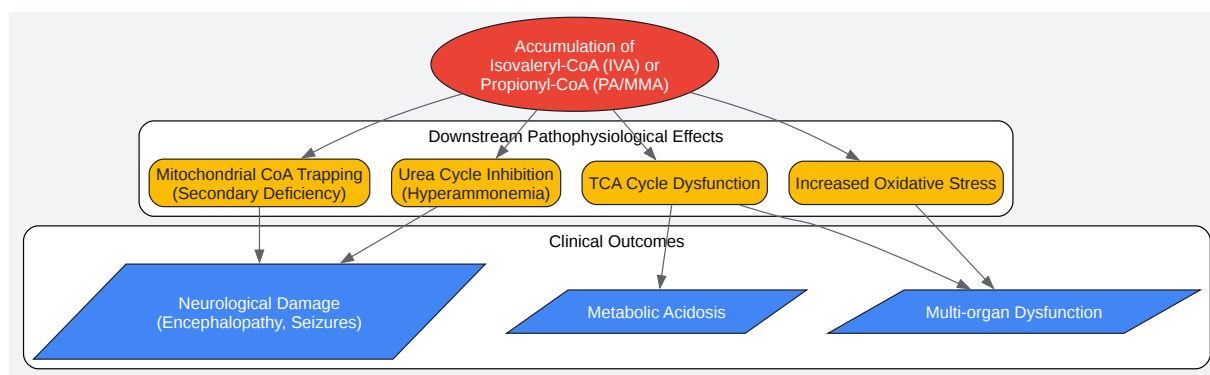 Accumulation of
Isovaleryl-CoA (IVA) or
Propionyl-CoA (PA/MMA)
Downstream Pathophysiological Effects
Mitochondrial CoA Trapping
(Secondary Deficiency)
Urea Cycle Inhibition
(Hyperammonemia)
TCA Cycle Dysfunction
Increased Oxidative Stress
Clinical Outcomes
Neurological Damage
(Encephalopathy, Seizures)
Metabolic Acidosis
Multi-organ Dysfunction